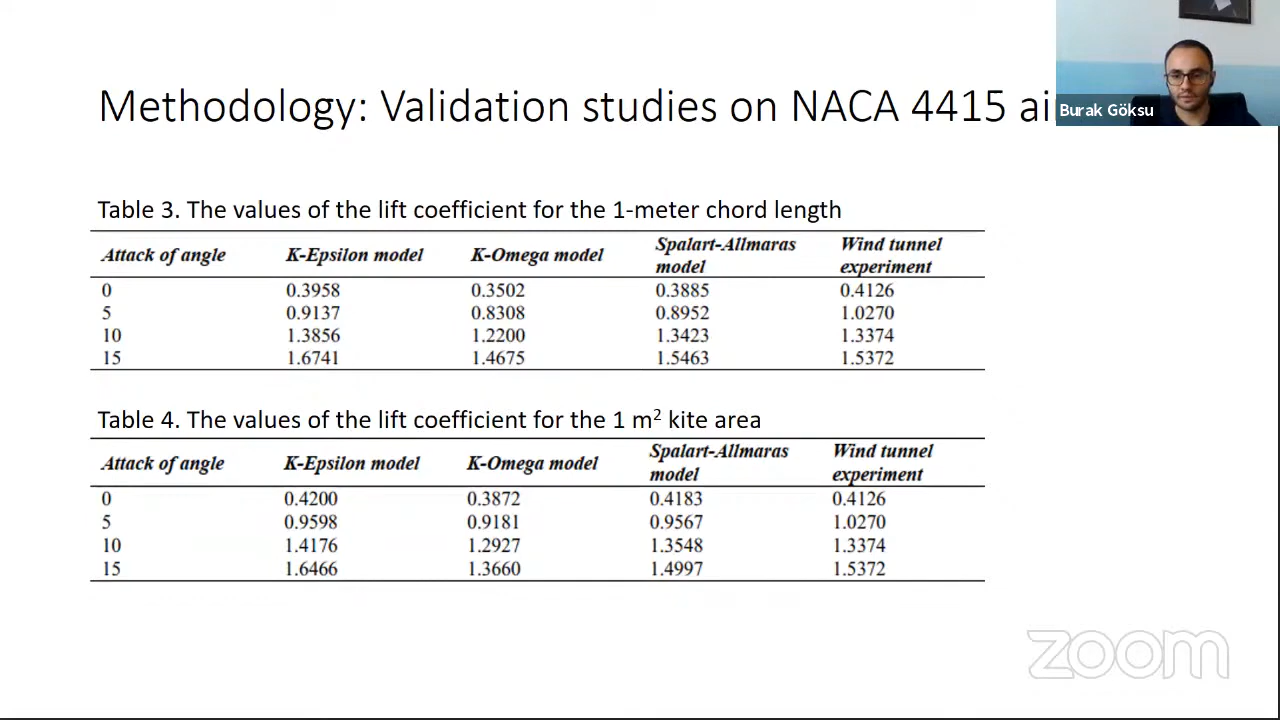 Methodology: Validation studies on NACA 4415
Burak Göksu
Table 3. The values of the lift coefficient for the 1-meter chord length
Attack of angle K-Epsilon model K-Omega model Spalart-Allmaras model Wind tunnel experiment
0 0.3958 0.3502 0.3885 0.4126
5 0.9137 0.8308 0.8952 1.0270
10 1.3856 1.2200 1.3423 1.3374
15 1.6741 1.4675 1.5463 1.5372
Table 4. The values of the lift coefficient for the 1 m² kite area
Attack of angle K-Epsilon model K-Omega model Spalart-Allmaras model Wind tunnel experiment
0 0.4200 0.3872 0.4183 0.4126
5 0.9598 0.9181 0.9567 1.0270
10 1.4176 1.2927 1.3548 1.3374
15 1.6466 1.3660 1.4997 1.5372
zoom